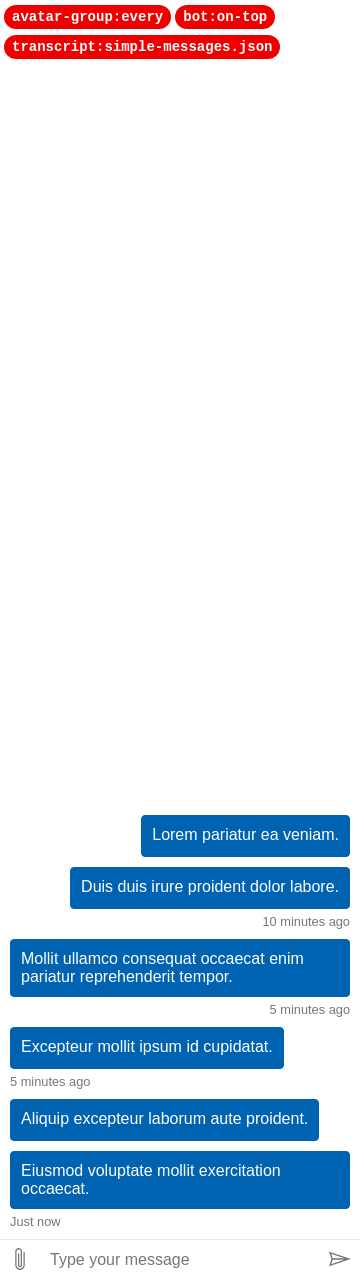 avatar-group:every bot:on-top
transcript:simple-messages.json
Lorem pariatur ea veniam.
Duis duis irure proident dolor labore.
10 minutes ago
Mollit ullamco consequat occaecat enim
pariatur reprehenderit tempor.
5 minutes ago
Excepteur mollit ipsum id cupidatat.
5 minutes ago
Aliquip excepteur laborum aute proident.
Eiusmod voluptate mollit exercitation
occaecat.
Just now
Type your message